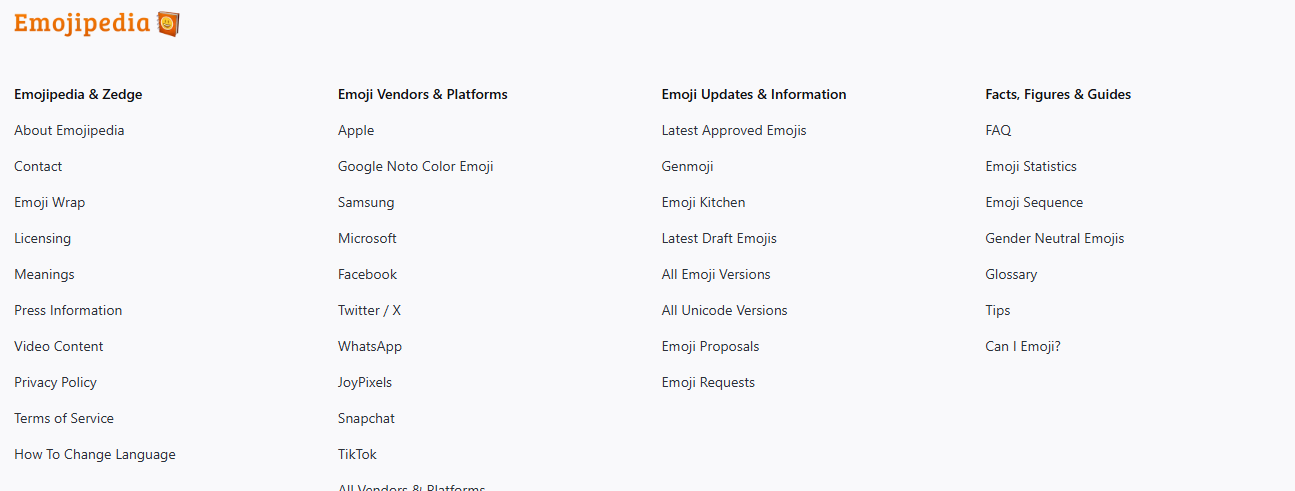 Emojipedia
Emojipedia & Zedge
About Emojipedia
Contact
Emoji Wrap
Licensing
Meanings
Press Information
Video Content
Privacy Policy
Terms of Service
How To Change Language
Emoji Vendors & Platforms
Apple
Google Noto Color Emoji
Samsung
Microsoft
Facebook
Twitter / X
WhatsApp
JoyPixels
Snapchat
TikTok
All Vendors & Platforms
Emoji Updates & Information
Latest Approved Emojis
Genmoji
Emoji Kitchen
Latest Draft Emojis
All Emoji Versions
All Unicode Versions
Emoji Proposals
Emoji Requests
Facts, Figures & Guides
FAQ
Emoji Statistics
Emoji Sequence
Gender Neutral Emojis
Glossary
Tips
Can I Emoji?